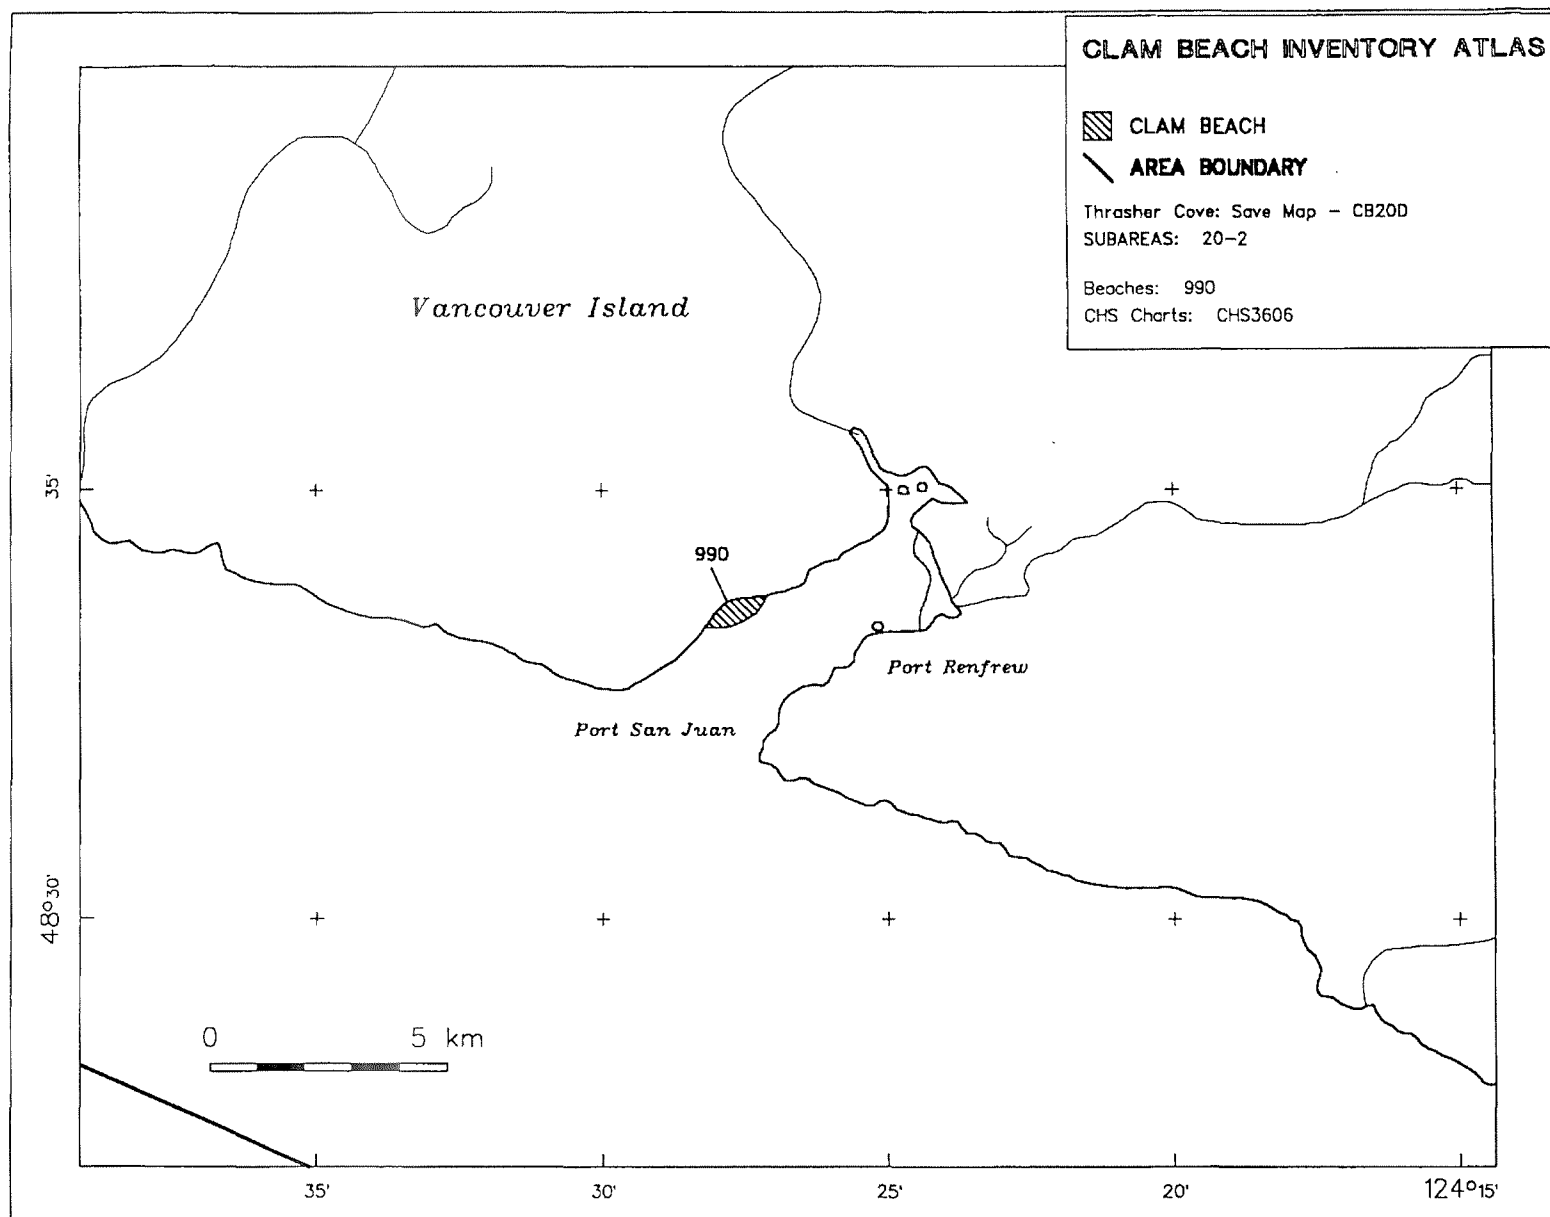 CLAM BEACH INVENTORY ATLAS
CLAM BEACH
AREA BOUNDARY
Thrasher Cove: Save Map - CB20D
SUBAREAS: 20-2
Beaches: 990
CHS Charts: CHS3606
Vancouver Island
35'
990
Port Renfrew
Port San Juan
48°30'
0 5 km
35' 30' 25' 20' 124°15'